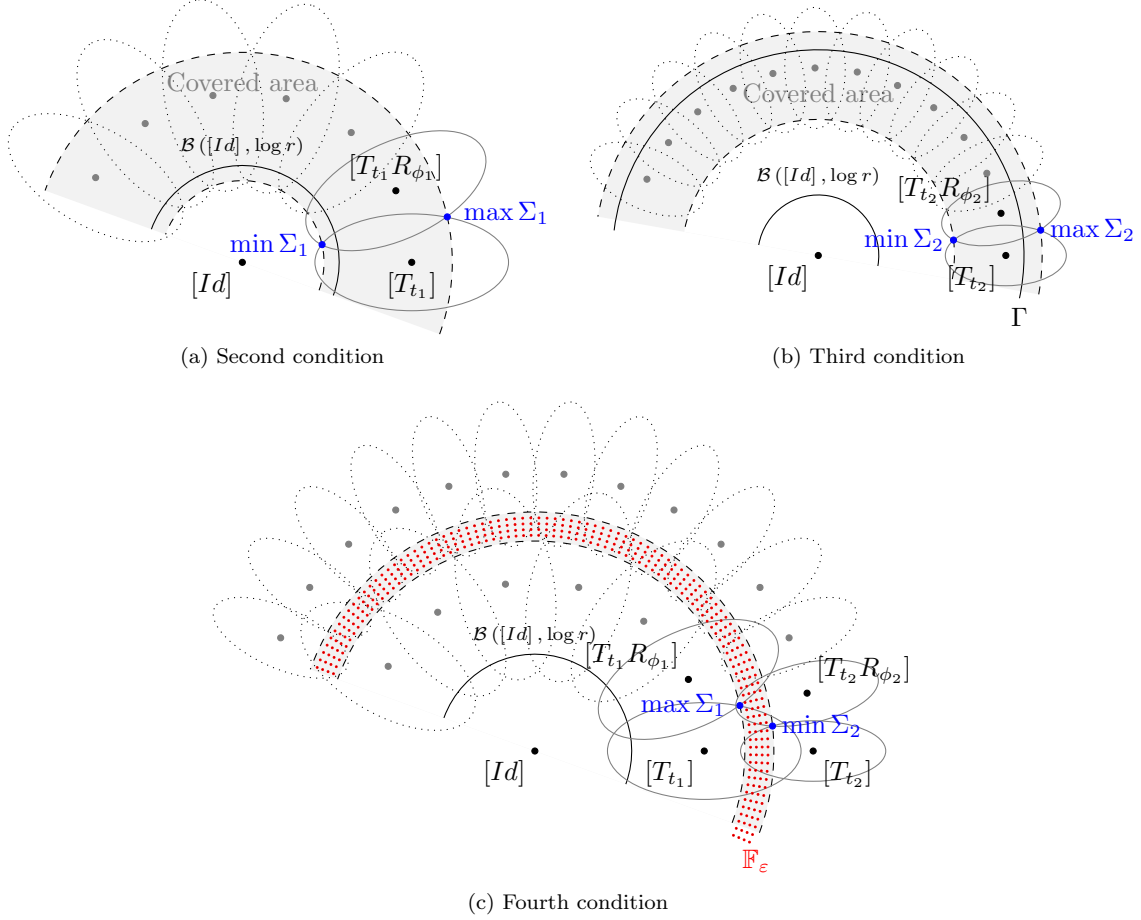 Covered area
B ([Id] , log r)
[T_{t_1} R_{ϕ_1}]
max Σ_1
min Σ_1
[Id]
[T_{t_1}]
(a) Second condition
Covered area
B ([Id] , log r)
[T_{t_2} R_{ϕ_2}]
min Σ_2
max Σ_2
[Id]
[T_{t_2}]
Γ
(b) Third condition
B ([Id] , log r)
[T_{t_1} R_{ϕ_1}]
[T_{t_2} R_{ϕ_2}]
max Σ_1
min Σ_2
[Id]
[T_{t_1}]
[T_{t_2}]
𝔽_ε
(c) Fourth condition